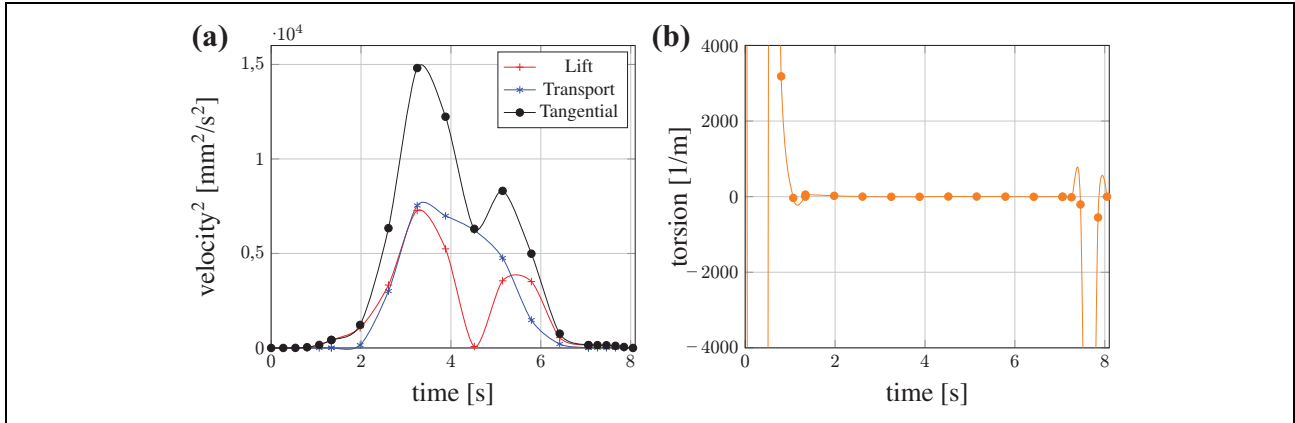 (a)
·10⁴
1,5
1
0,5
0
0
2
4
6
8
velocity² [mm²/s²]
time [s]
Lift
Transport
Tangential
(b)
4000
2000
0
−2000
−4000
0
2
4
6
8
torsion [1/m]
time [s]